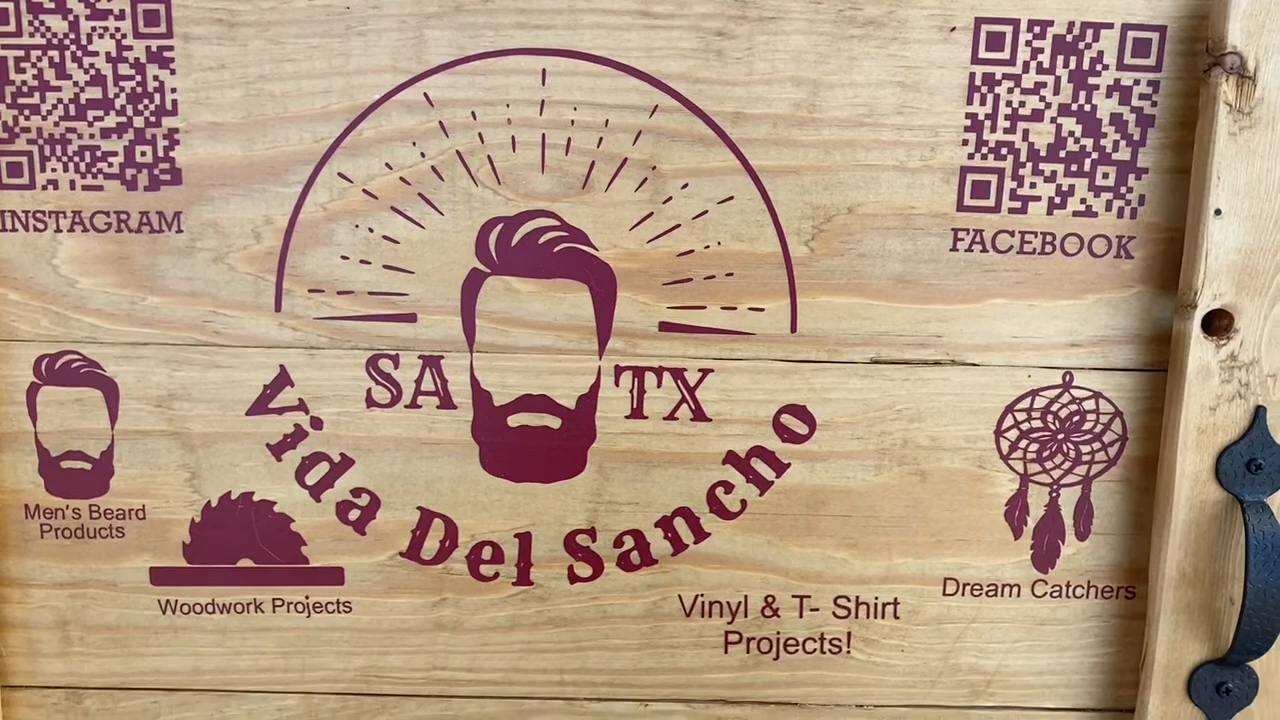 INSTAGRAM
FACEBOOK
SA TX
Vida Del Sancho
Men's Beard
Products
Woodwork Projects
Vinyl & T- Shirt
Projects!
Dream Catchers